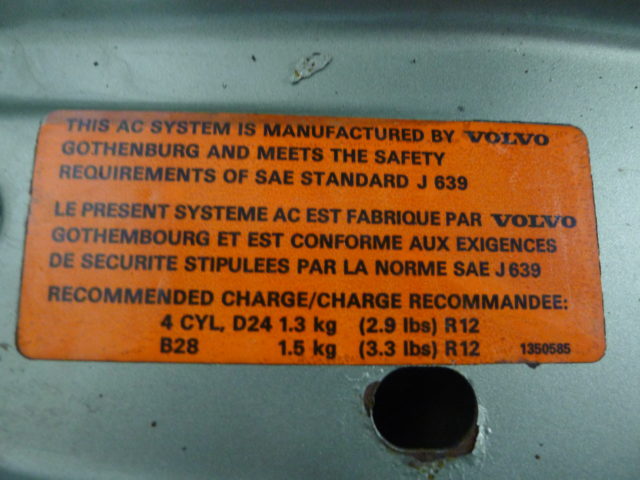 THIS AC SYSTEM IS MANUFACTURED BY VOLVO
GOTHENBURG AND MEETS THE SAFETY
REQUIREMENTS OF SAE STANDARD J 639
LE PRESENT SYSTEME AC EST FABRIQUE PAR VOLVO
GOTHEMBOURG ET EST CONFORME AUX EXIGENCES
DE SECURITE STIPULEES PAR LA NORME SAE J 639
RECOMMENDED CHARGE/CHARGE RECOMMANDEE:
4 CYL, D24 1.3 kg (2.9 lbs) R12
B28 1.5 kg (3.3 lbs) R12 1350585